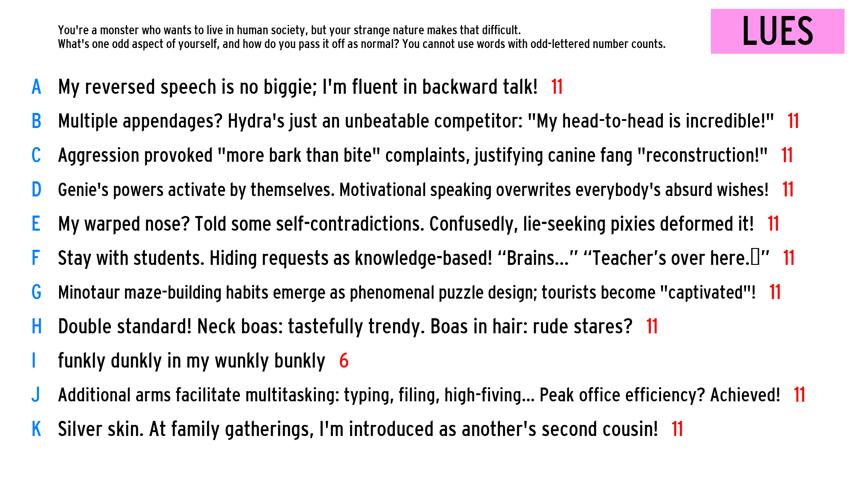 You're a monster who wants to live in human society, but your strange nature makes that difficult.
What's one odd aspect of yourself, and how do you pass it off as normal? You cannot use words with odd-lettered number counts.
LUES
A My reversed speech is no biggie; I'm fluent in backward talk! 11
B Multiple appendages? Hydra's just an unbeatable competitor: "My head-to-head is incredible!" 11
C Aggression provoked "more bark than bite" complaints, justifying canine fang "reconstruction!" 11
D Genie's powers activate by themselves. Motivational speaking overwrites everybody's absurd wishes! 11
E My warped nose? Told some self-contradictions. Confusedly, lie-seeking pixies deformed it! 11
F Stay with students. Hiding requests as knowledge-based! “Brains...” “Teacher’s over here.▯” 11
G Minotaur maze-building habits emerge as phenomenal puzzle design; tourists become "captivated"! 11
H Double standard! Neck boas: tastefully trendy. Boas in hair: rude stares? 11
I funkly dunkly in my wunkly bunkly 6
J Additional arms facilitate multitasking: typing, filing, high-fiving... Peak office efficiency? Achieved! 11
K Silver skin. At family gatherings, I'm introduced as another's second cousin! 11